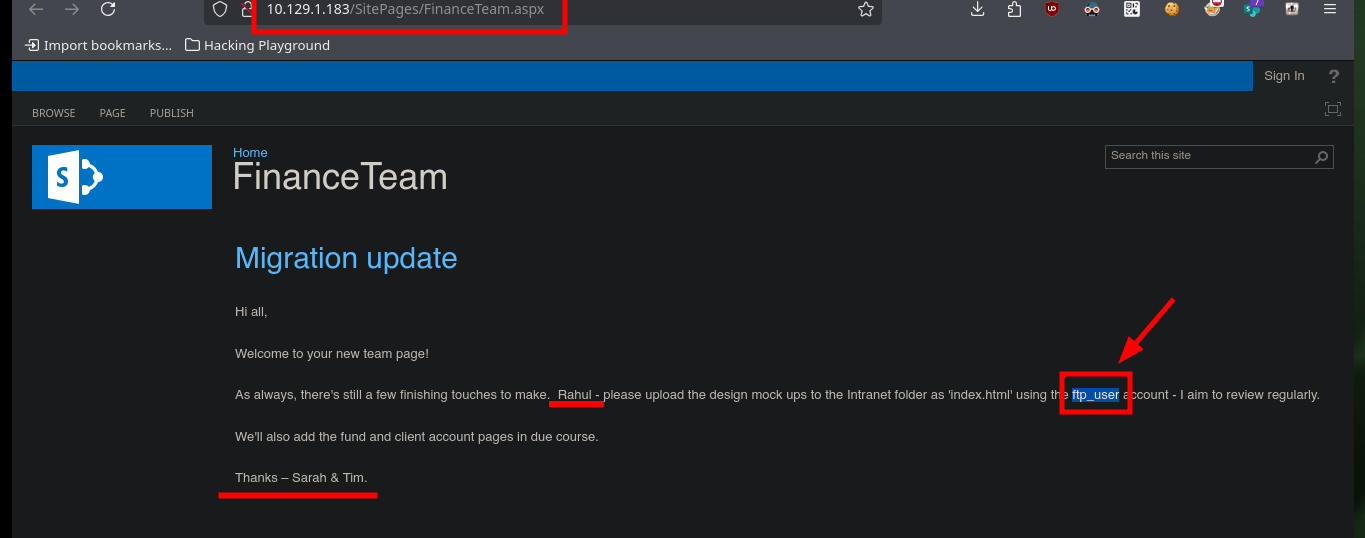 10.129.1.183/SitePages/FinanceTeam.aspx
Import bookmarks... Hacking Playground
Sign In ?
BROWSE PAGE PUBLISH
S
Home
FinanceTeam
Search this site
Migration update
Hi all,
Welcome to your new team page!
As always, there's still a few finishing touches to make. Rahul - please upload the design mock ups to the Intranet folder as 'index.html' using the ftp_user account - I aim to review regularly.
We'll also add the fund and client account pages in due course.
Thanks – Sarah & Tim.